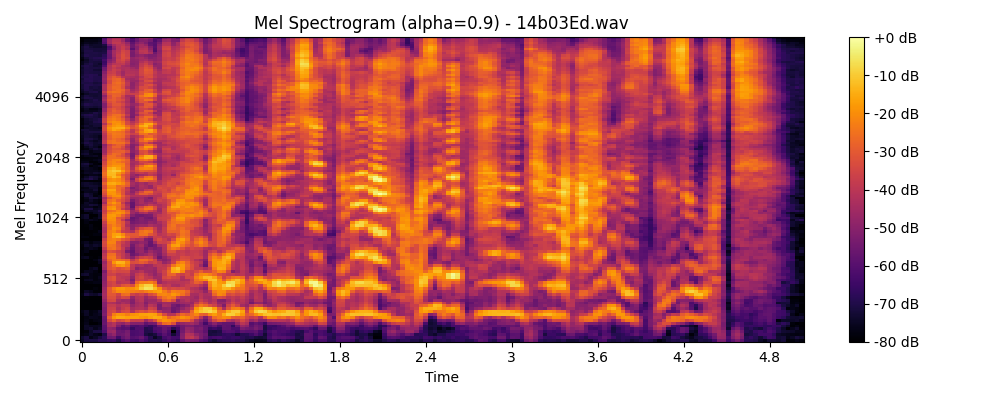 Mel Spectrogram (alpha=0.9) - 14b03Ed.wav
Mel Frequency
4096
2048
1024
512
0
0 0.6 1.2 1.8 2.4 3 3.6 4.2 4.8
Time
+0 dB
-10 dB
-20 dB
-30 dB
-40 dB
-50 dB
-60 dB
-70 dB
-80 dB